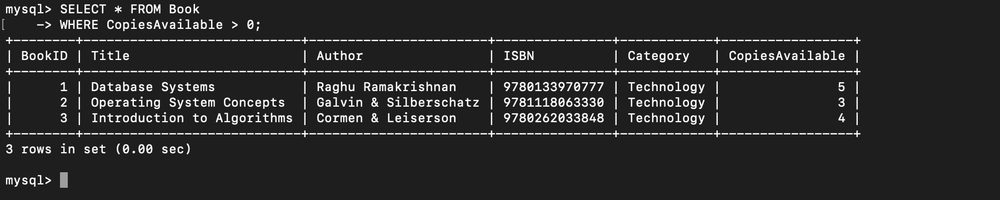 mysql> SELECT * FROM Book
[    -> WHERE CopiesAvailable > 0;
+--------+----------------------------+-----------------------+---------------+------------+-----------------+
| BookID | Title                      | Author                | ISBN          | Category   | CopiesAvailable |
+--------+----------------------------+-----------------------+---------------+------------+-----------------+
|      1 | Database Systems           | Raghu Ramakrishnan    | 9780133970777 | Technology |               5 |
|      2 | Operating System Concepts  | Galvin & Silberschatz | 9781118063330 | Technology |               3 |
|      3 | Introduction to Algorithms | Cormen & Leiserson    | 9780262033848 | Technology |               4 |
+--------+----------------------------+-----------------------+---------------+------------+-----------------+
3 rows in set (0.00 sec)
mysql>